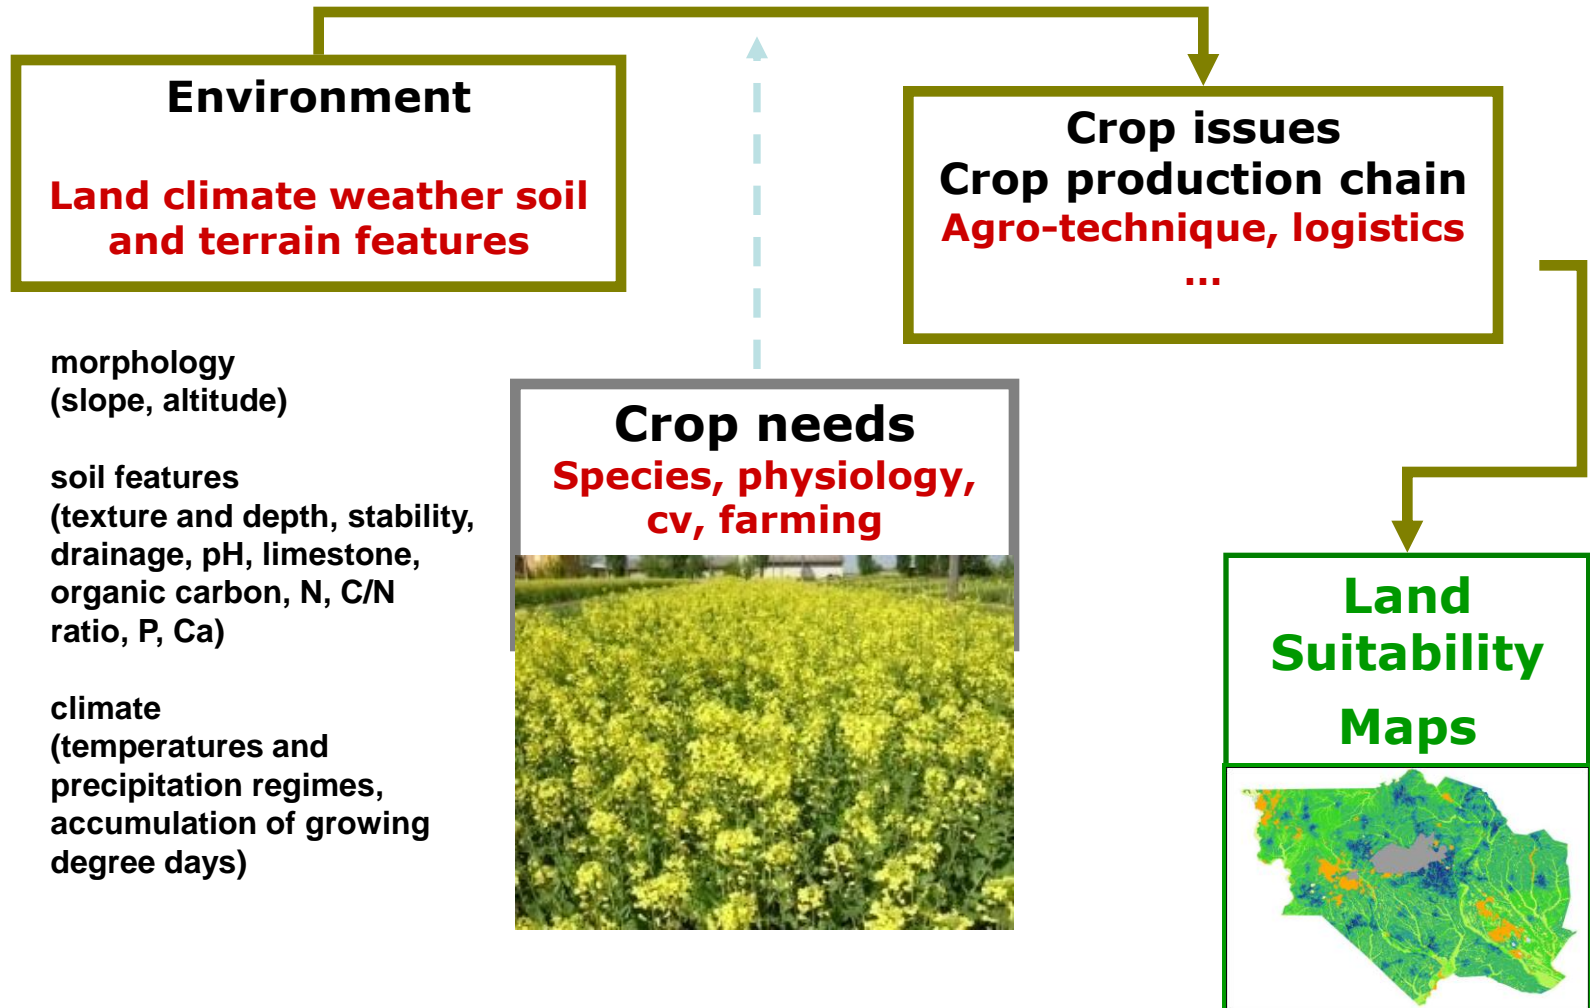 Environment
Land climate weather soil
and terrain features
Crop issues
Crop production chain
Agro-technique, logistics
...
morphology
(slope, altitude)
soil features
(texture and depth, stability,
drainage, pH, limestone,
organic carbon, N, C/N
ratio, P, Ca)
climate
(temperatures and
precipitation regimes,
accumulation of growing
degree days)
Crop needs
Species, physiology,
cv, farming
Land
Suitability
Maps